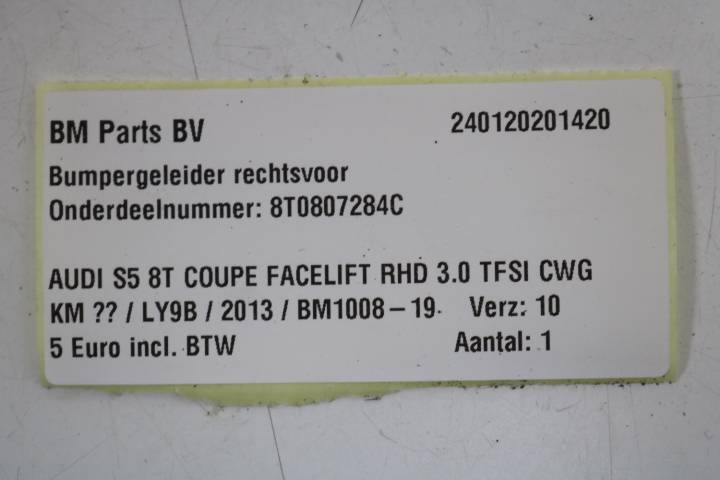 BM Parts BV 240120201420
Bumpergeleider rechtsvoor
Onderdeelnummer: 8T0807284C
AUDI S5 8T COUPE FACELIFT RHD 3.0 TFSI CWG
KM ?? / LY9B / 2013 / BM1008-19 Verz: 10
5 Euro incl. BTW Aantal: 1